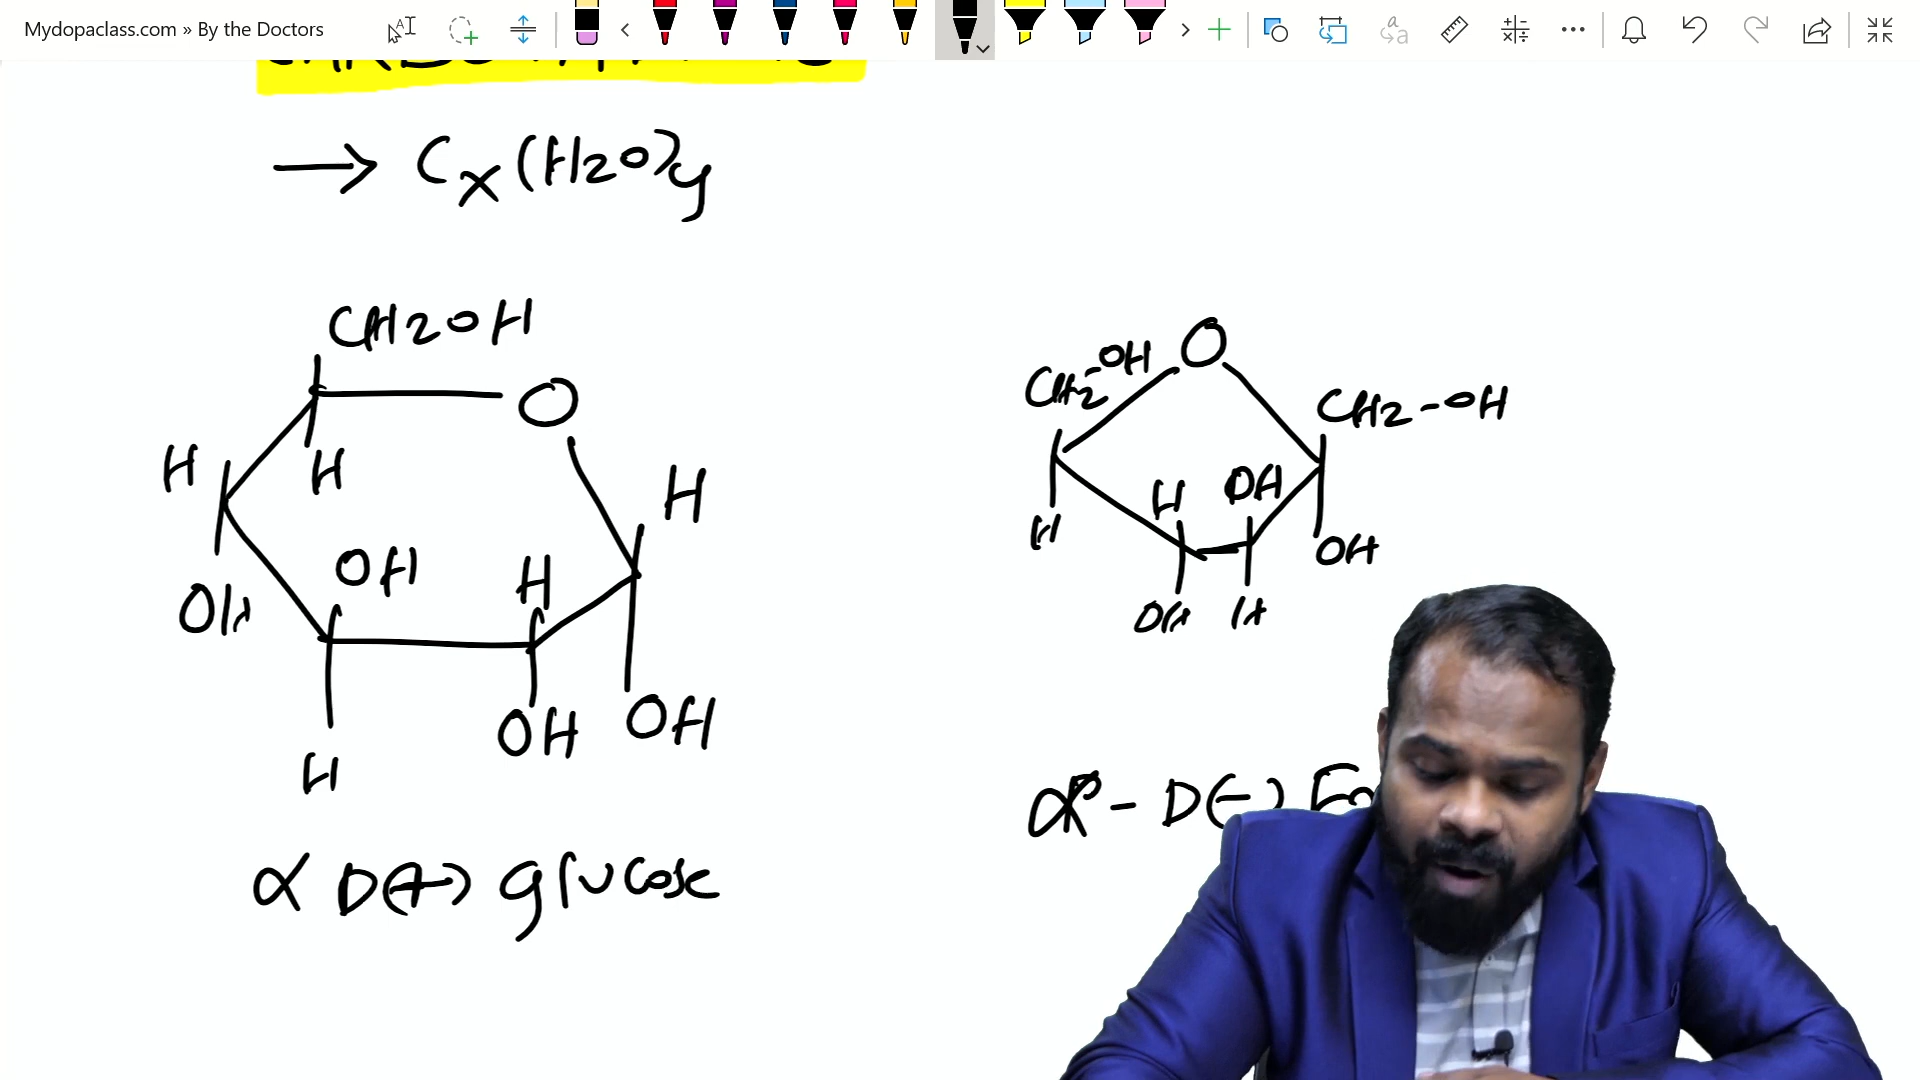 Mydopaclass.com » By the Doctors
→ Cx(H2O)y
CH2OH
O
H
H
H
OH
H
OH
OH
OH
H
α D(+) glucose
O
CH2-OH
CH2-OH
H
OH
H
OH
OH
H
α - D(-)